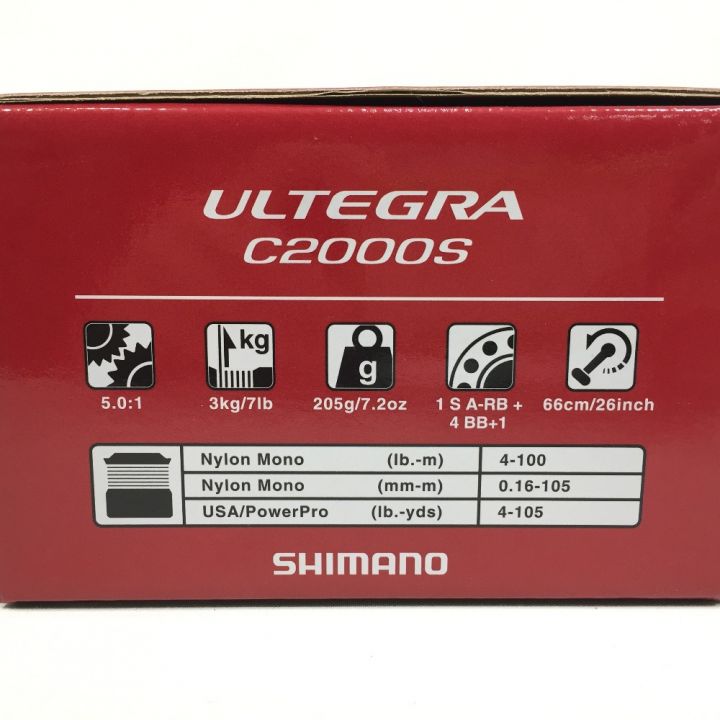 ULTEGRA
C2000S
kg
g
5.0:1 3kg/7lb 205g/7.2oz 1 S A-RB + 66cm/26inch
4 BB+1
Nylon Mono (lb.-m) 4-100
Nylon Mono (mm-m) 0.16-105
USA/PowerPro (lb.-yds) 4-105
SHIMANO